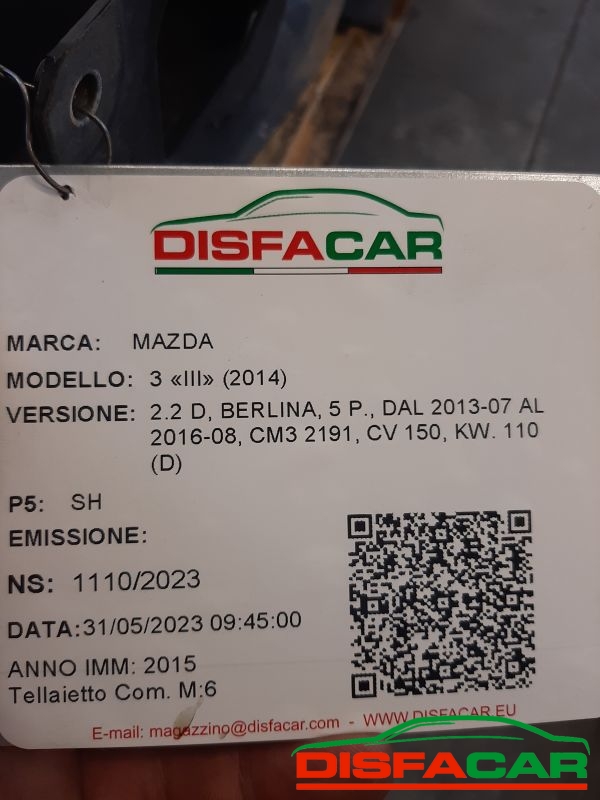 DISFACAR
MARCA: MAZDA
MODELLO: 3 «III» (2014)
VERSIONE: 2.2 D, BERLINA, 5 P., DAL 2013-07 AL
2016-08, CM3 2191, CV 150, KW. 110
(D)
P5: SH
EMISSIONE:
NS: 1110/2023
DATA:31/05/2023 09:45:00
ANNO IMM: 2015
Tellaietto Com. M:6
E-mail: magazzino@disfacar.com - WWW.DISFACAR.EU
DISFACAR